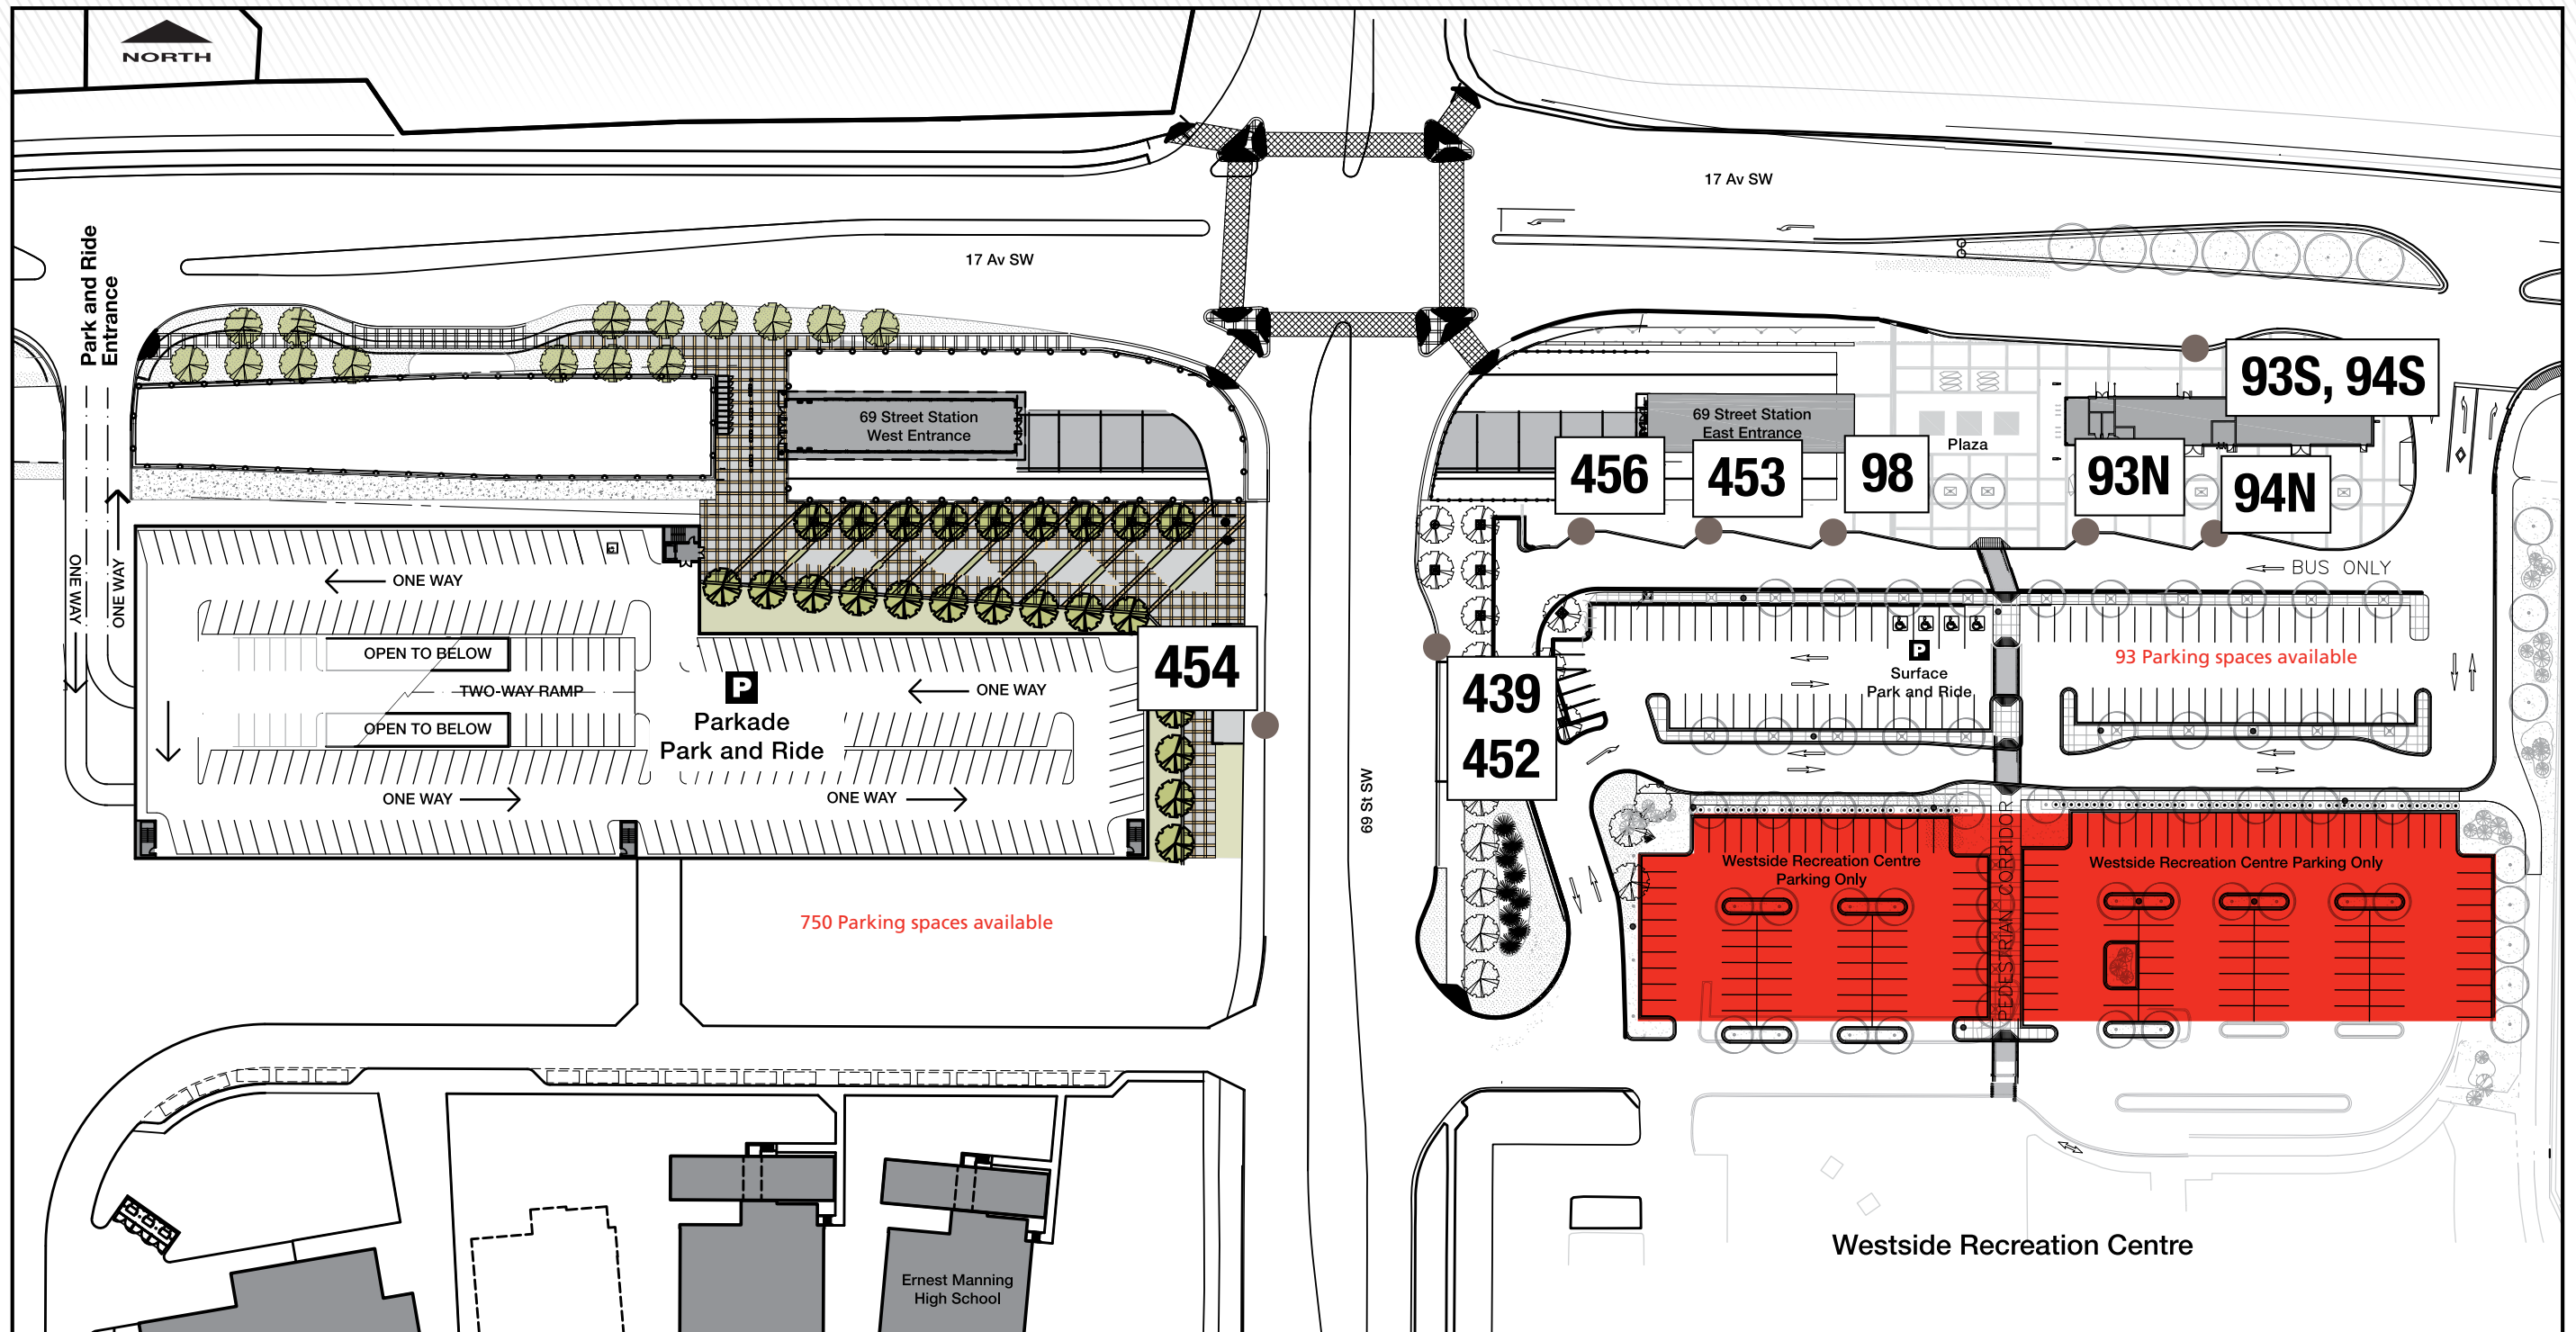 NORTH
17 Av SW
17 Av SW
Park and Ride
Entrance
ONE WAY
ONE WAY
69 Street Station
West Entrance
69 Street Station
East Entrance
Plaza
93S, 94S
456
453
98
93N
94N
BUS ONLY
ONE WAY
OPEN TO BELOW
TWO-WAY RAMP
OPEN TO BELOW
ONE WAY
P
Parkade
Park and Ride
ONE WAY
ONE WAY
454
439
452
69 St SW
P
Surface
Park and Ride
93 Parking spaces available
750 Parking spaces available
Westside Recreation Centre
Parking Only
PEDESTRIAN CORRIDOR
Westside Recreation Centre Parking Only
Westside Recreation Centre
Ernest Manning
High School